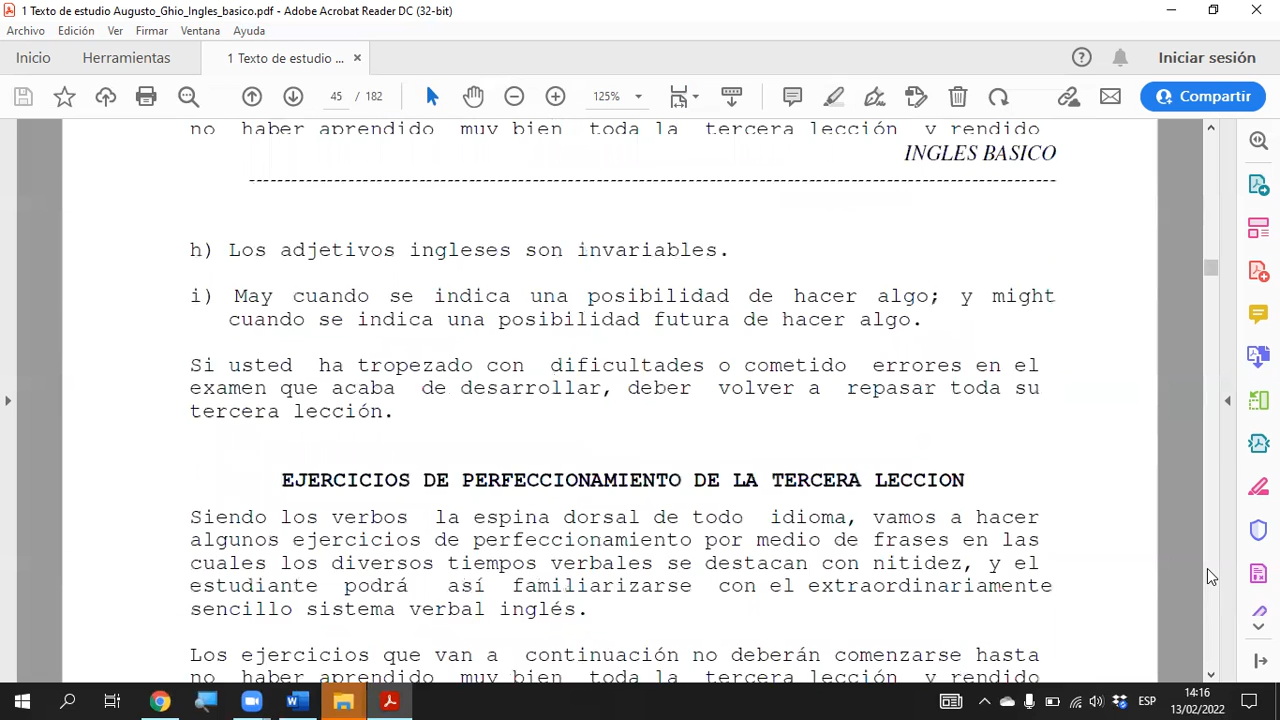 1 Texto de estudio Augusto_Ghio_Ingles_basico.pdf - Adobe Acrobat Reader DC (32-bit)
Archivo Edición Ver Firmar Ventana Ayuda
Inicio Herramientas 1 Texto de estudio ... × Iniciar sesión
45 / 182 125% Compartir
no haber aprendido muy bien toda la tercera lección y rendido
INGLES BASICO
--------------------------------------------------------------------------------
h) Los adjetivos ingleses son invariables.
i) May cuando se indica una posibilidad de hacer algo; y might
cuando se indica una posibilidad futura de hacer algo.
Si usted ha tropezado con dificultades o cometido errores en el
examen que acaba de desarrollar, deber volver a repasar toda su
tercera lección.
EJERCICIOS DE PERFECCIONAMIENTO DE LA TERCERA LECCION
Siendo los verbos la espina dorsal de todo idioma, vamos a hacer
algunos ejercicios de perfeccionamiento por medio de frases en las
cuales los diversos tiempos verbales se destacan con nitidez, y el
estudiante podrá así familiarizarse con el extraordinariamente
sencillo sistema verbal inglés.
Los ejercicios que van a continuación no deberán comenzarse hasta
no haber aprendido muy bien toda la tercera lección y rendido
ESP
14:16
13/02/2022